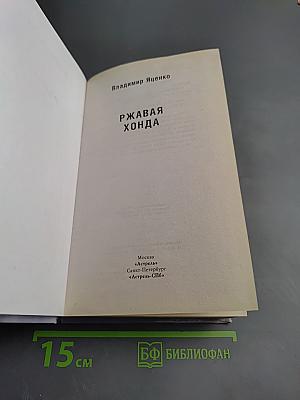 Владимир Яценко
РЖАВАЯ
ХОНДА
Москва
«Астрель»
Санкт-Петербург
«Астрель-СПб»
15 см
БФ БИБЛИОФАН